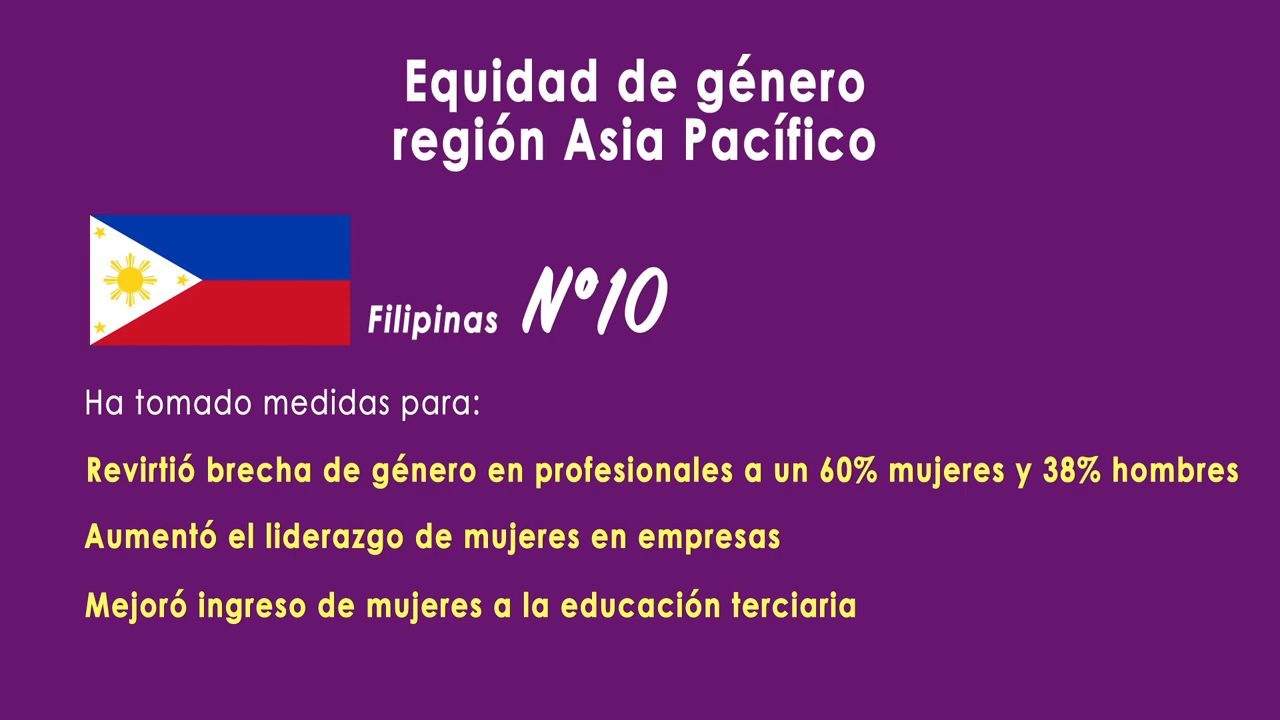 Equidad de género
región Asia Pacífico
Filipinas Nº10
Ha tomado medidas para:
Revirtió brecha de género en profesionales a un 60% mujeres y 38% hombres
Aumentó el liderazgo de mujeres en empresas
Mejoró ingreso de mujeres a la educación terciaria